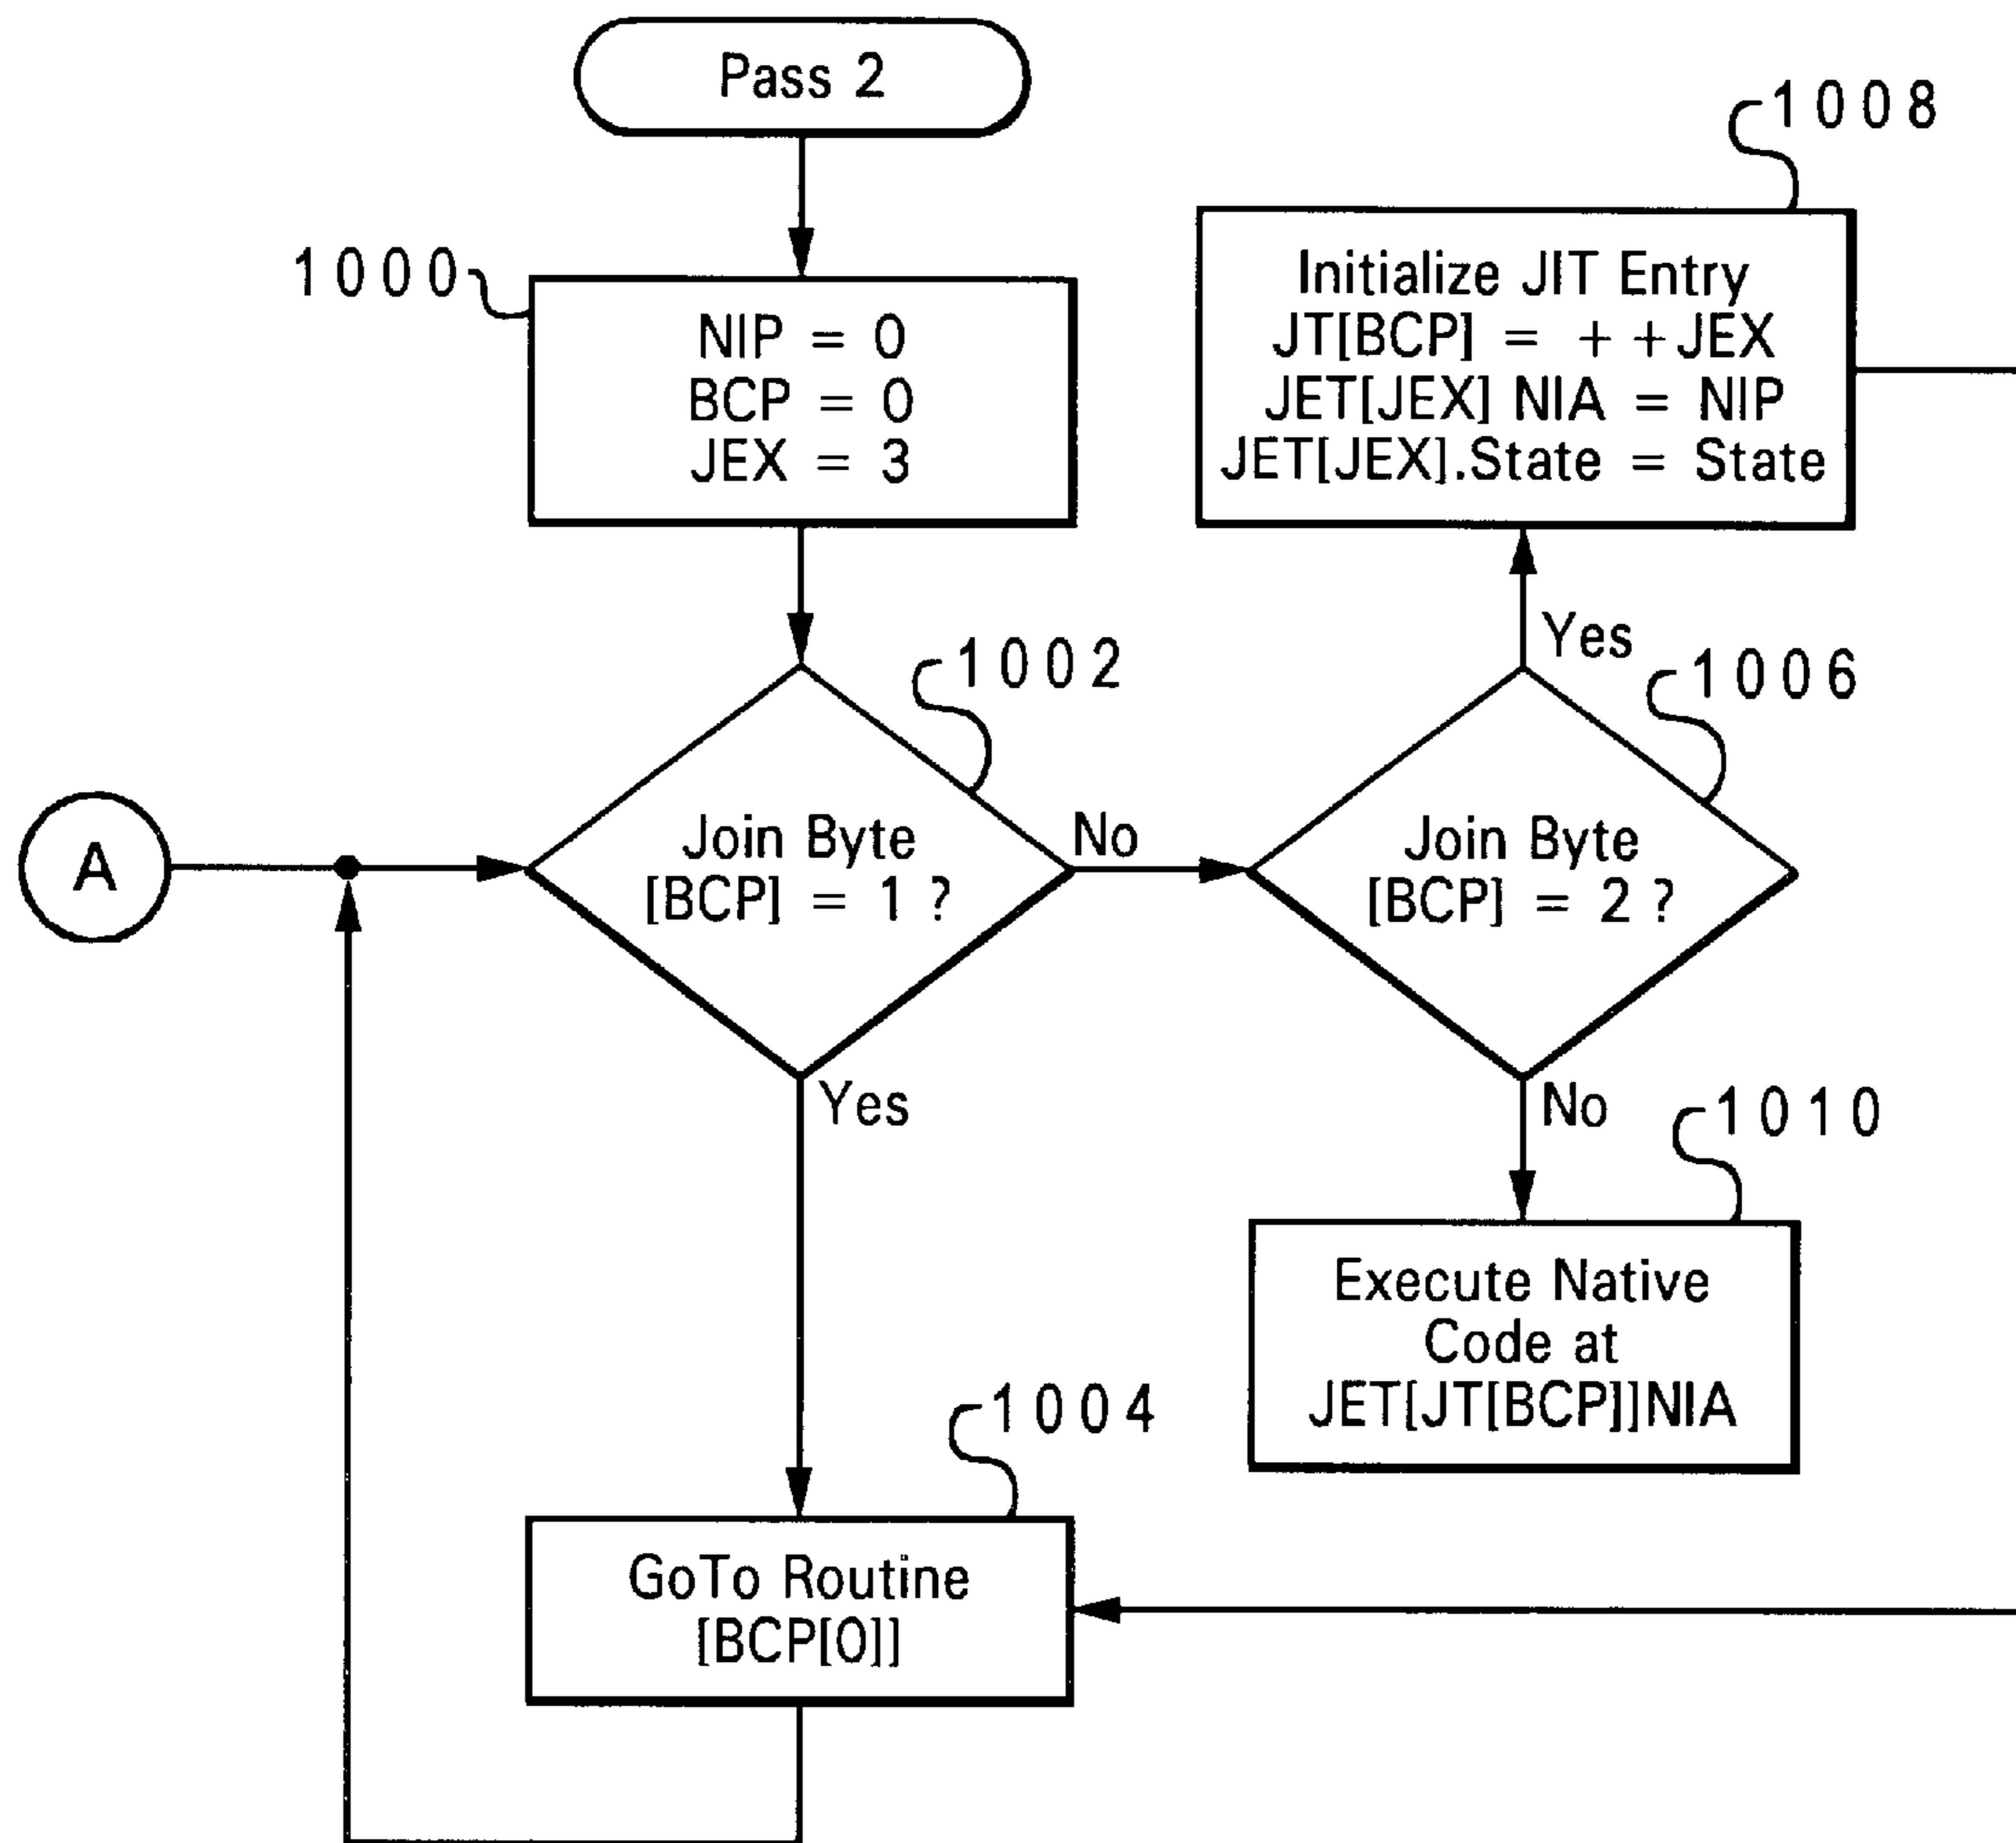 Pass 2
1000
NIP = 0
BCP = 0
JEX = 3
1008
Initialize JIT Entry
JT[BCP] = + +JEX
JET[JEX] NIA = NIP
JET[JEX].State = State
1002
Join Byte
[BCP] = 1 ?
No
Yes
A
1006
Join Byte
[BCP] = 2 ?
Yes
No
1010
Execute Native
Code at
JET[JT[BCP]]NIA
1004
GoTo Routine
[BCP[0]]